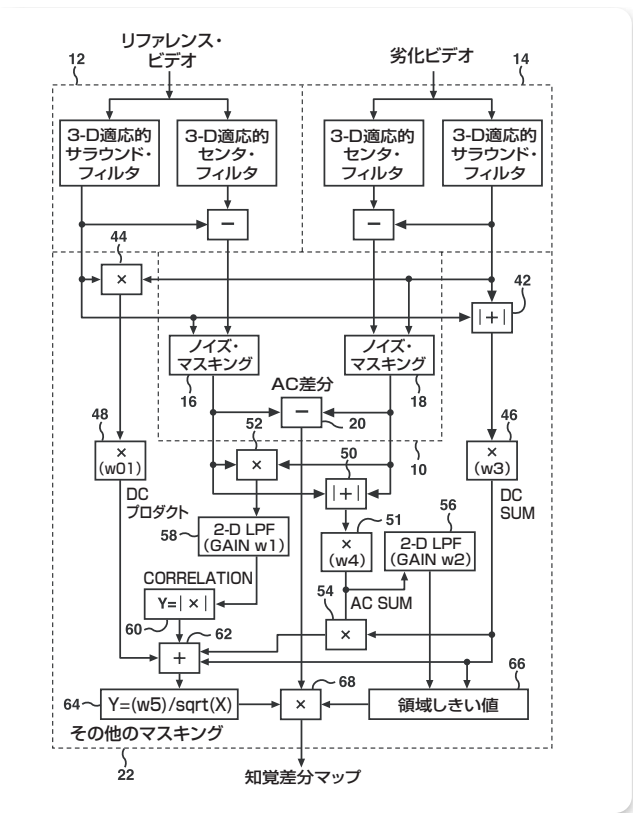 リファレンス・
ビデオ
劣化ビデオ
12
14
3-D適応的
サラウンド・
フィルタ
3-D適応的
センタ・
フィルタ
3-D適応的
センタ・
フィルタ
3-D適応的
サラウンド・
フィルタ
−
−
44
×
42
|+|
ノイズ・
マスキング
ノイズ・
マスキング
16
AC差分
18
−
20
48
52
10
46
×
(w01)
×
50
×
(w3)
DC
プロダクト
|+|
DC
SUM
58
2-D LPF
(GAIN w1)
51
×
(w4)
56
2-D LPF
(GAIN w2)
CORRELATION
Y=|×|
60
54
AC SUM
×
62
+
64
Y=(w5)/sqrt(X)
68
×
66
領域しきい値
その他のマスキング
22
知覚差分マップ